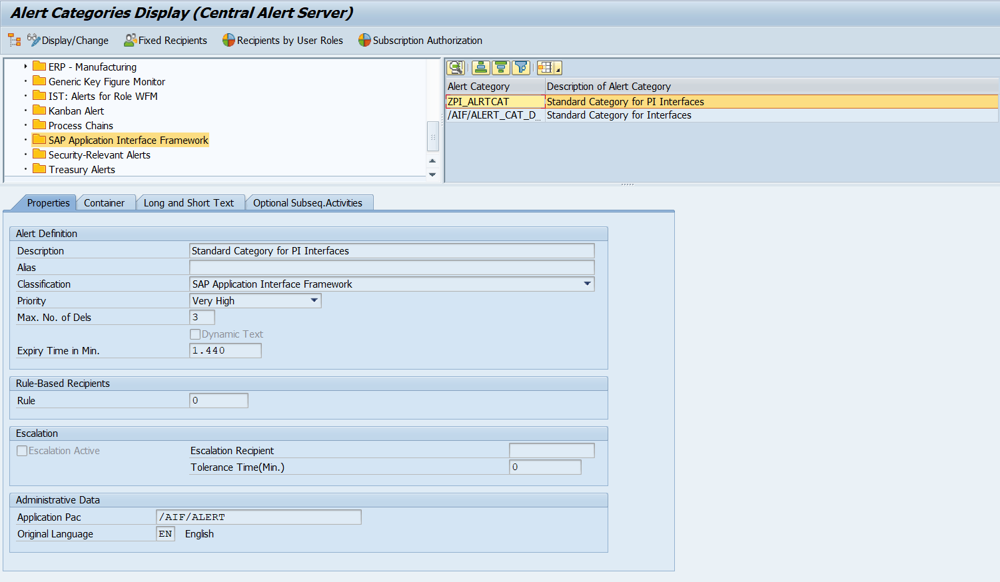 Alert Categories Display (Central Alert Server)
Display/Change Fixed Recipients Recipients by User Roles Subscription Authorization
ERP - Manufacturing
Generic Key Figure Monitor
IST: Alerts for Role WFM
Kanban Alert
Process Chains
SAP Application Interface Framework
Security-Relevant Alerts
Treasury Alerts
Alert Category Description of Alert Category
ZPI_ALRTCAT Standard Category for PI Interfaces
/AIF/ALERT_CAT_D... Standard Category for Interfaces
Properties Container Long and Short Text Optional Subseq.Activities
Alert Definition
Description Standard Category for PI Interfaces
Alias
Classification SAP Application Interface Framework
Priority Very High
Max. No. of Dels 3
Dynamic Text
Expiry Time in Min. 1.440
Rule-Based Recipients
Rule 0
Escalation
Escalation Active Escalation Recipient
Tolerance Time(Min.) 0
Administrative Data
Application Pac /AIF/ALERT
Original Language EN English